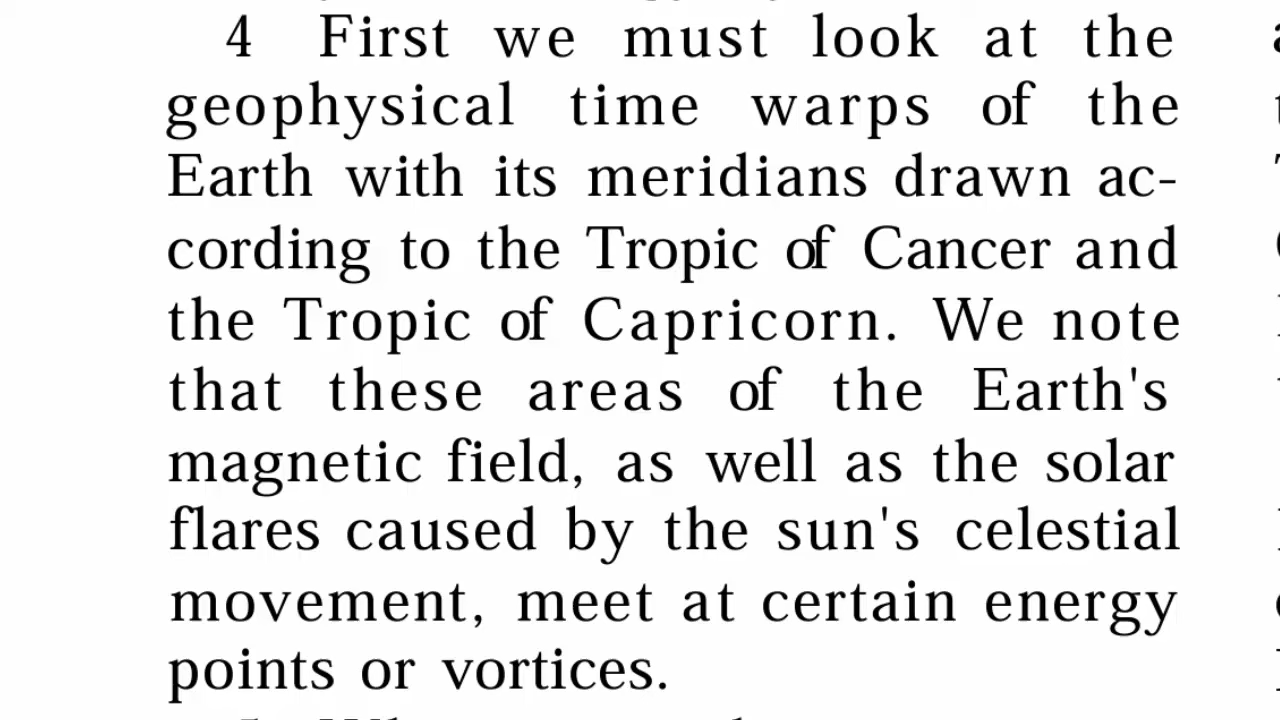 4 First we must look at the
geophysical time warps of the
Earth with its meridians drawn ac-
cording to the Tropic of Cancer and
the Tropic of Capricorn. We note
that these areas of the Earth's
magnetic field, as well as the solar
flares caused by the sun's celestial
movement, meet at certain energy
points or vortices.